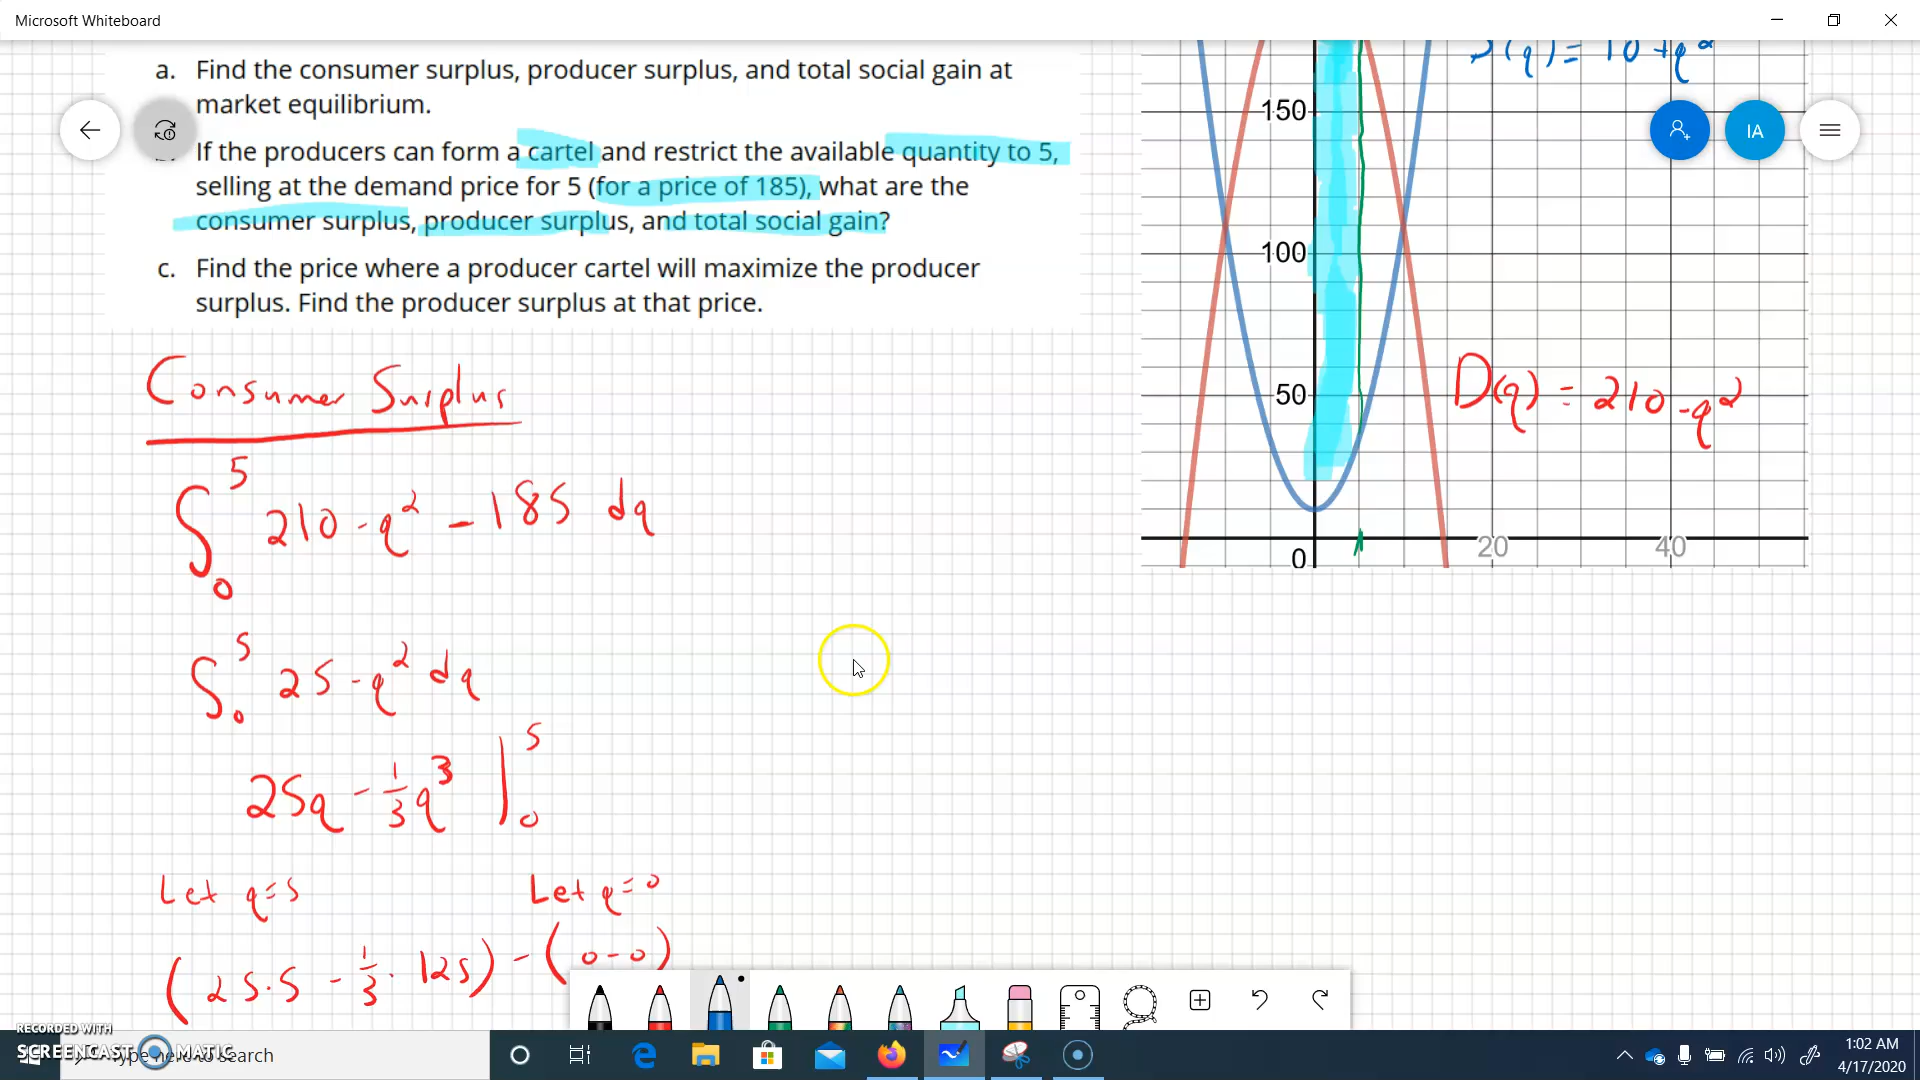 Microsoft Whiteboard
a. Find the consumer surplus, producer surplus, and total social gain at
market equilibrium.
If the producers can form a cartel and restrict the available quantity to 5,
selling at the demand price for 5 (for a price of 185), what are the
consumer surplus, producer surplus, and total social gain?
c. Find the price where a producer cartel will maximize the producer
surplus. Find the producer surplus at that price.
(q) = 10 + q²
IA
150
100
50
0
20
40
D(q) = 210 - q²
Consumer Surplus
∫₀⁵ 210 - q² - 185 dq
∫₀⁵ 25 - q² dq
25q - 1/3 q³ |₀⁵
Let q = 5
Let q = 0
(25·5 - 1/3 · 125) - (0 - 0)
RECORDED WITH
SCREENCAST MATIC
Type here to search
1:02 AM
4/17/2020